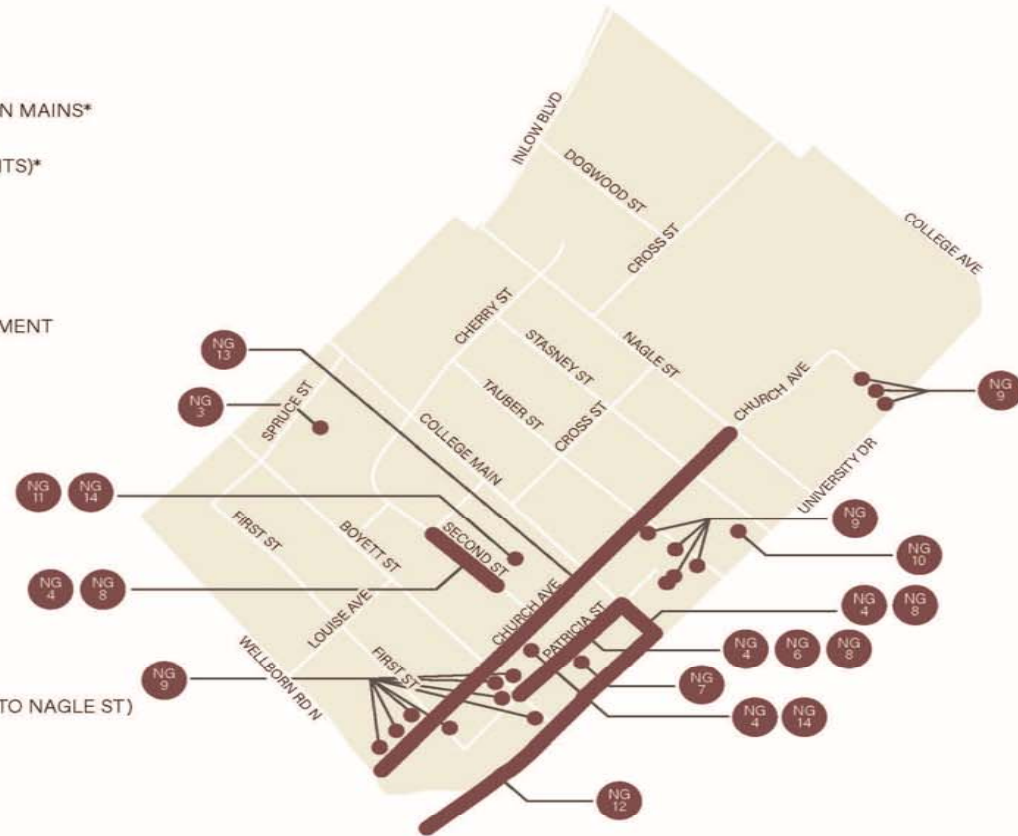 N MAINS*
TS)*
MENT
TO NAGLE ST)
INLOW BLVD
DOGWOOD ST
CROSS ST
COLLEGE AVE
CHERRY ST
STASNEY ST
NAGLE ST
NG 13
SPRUCE ST
TAUBER ST
CROSS ST
CHURCH AVE
NG 9
NG 3
COLLEGE MAIN
UNIVERSITY DR
NG 11
NG 14
FIRST ST
BOYETT ST
SECOND ST
NG 9
NG 10
NG 4
NG 8
LOUISE AVE
CHURCH AVE
PATRICIA ST
NG 4
NG 8
WELLBORN RD N
FIRST ST
NG 4
NG 6
NG 8
NG 9
NG 7
NG 4
NG 14
NG 12